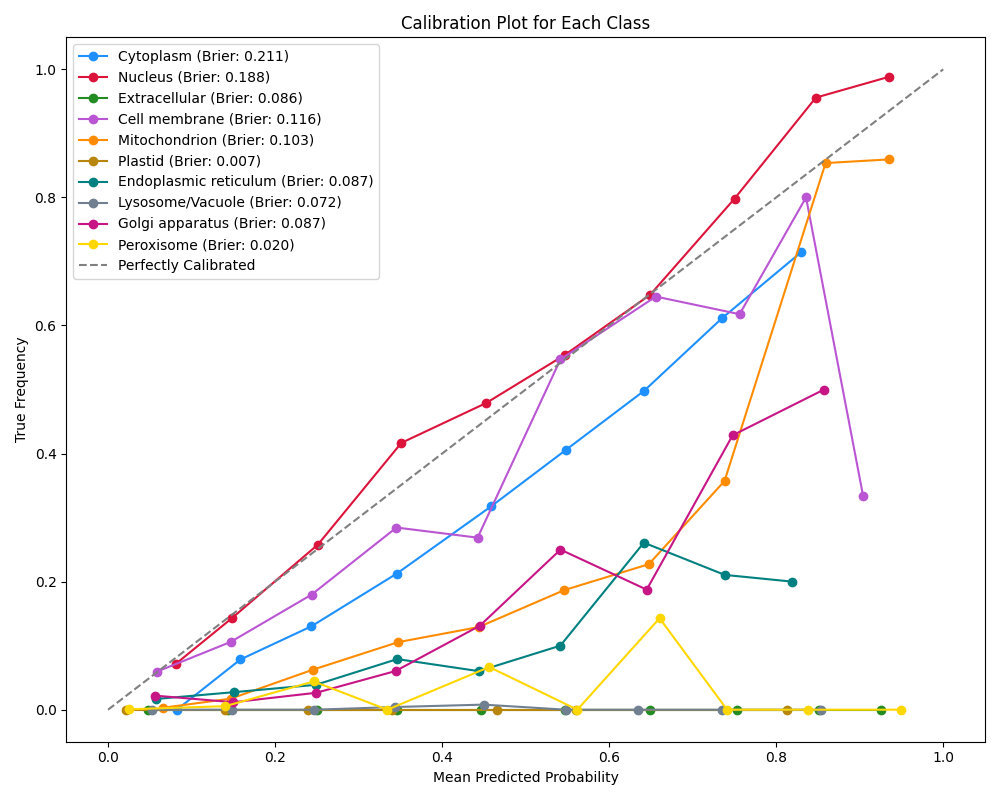 Calibration Plot for Each Class
Cytoplasm (Brier: 0.211)
Nucleus (Brier: 0.188)
Extracellular (Brier: 0.086)
Cell membrane (Brier: 0.116)
Mitochondrion (Brier: 0.103)
Plastid (Brier: 0.007)
Endoplasmic reticulum (Brier: 0.087)
Lysosome/Vacuole (Brier: 0.072)
Golgi apparatus (Brier: 0.087)
Peroxisome (Brier: 0.020)
Perfectly Calibrated
True Frequency
1.0
0.8
0.6
0.4
0.2
0.0
0.0 0.2 0.4 0.6 0.8 1.0
Mean Predicted Probability